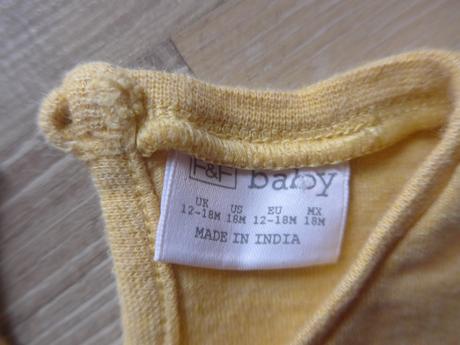 F&F baby
UK US EU MX
12-18M 18M 12-18M 18M
MADE IN INDIA